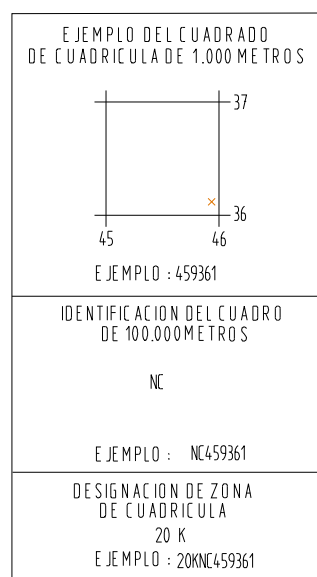 EJEMPLO DEL CUADRADO
DE CUADRICULA DE 1.000 METROS
37
36
45 46
EJEMPLO : 459361
IDENTIFICACION DEL CUADRO
DE 100.000METROS
NC
EJEMPLO : NC459361
DESIGNACION DE ZONA
DE CUADRICULA
20 K
EJEMPLO : 20KNC459361